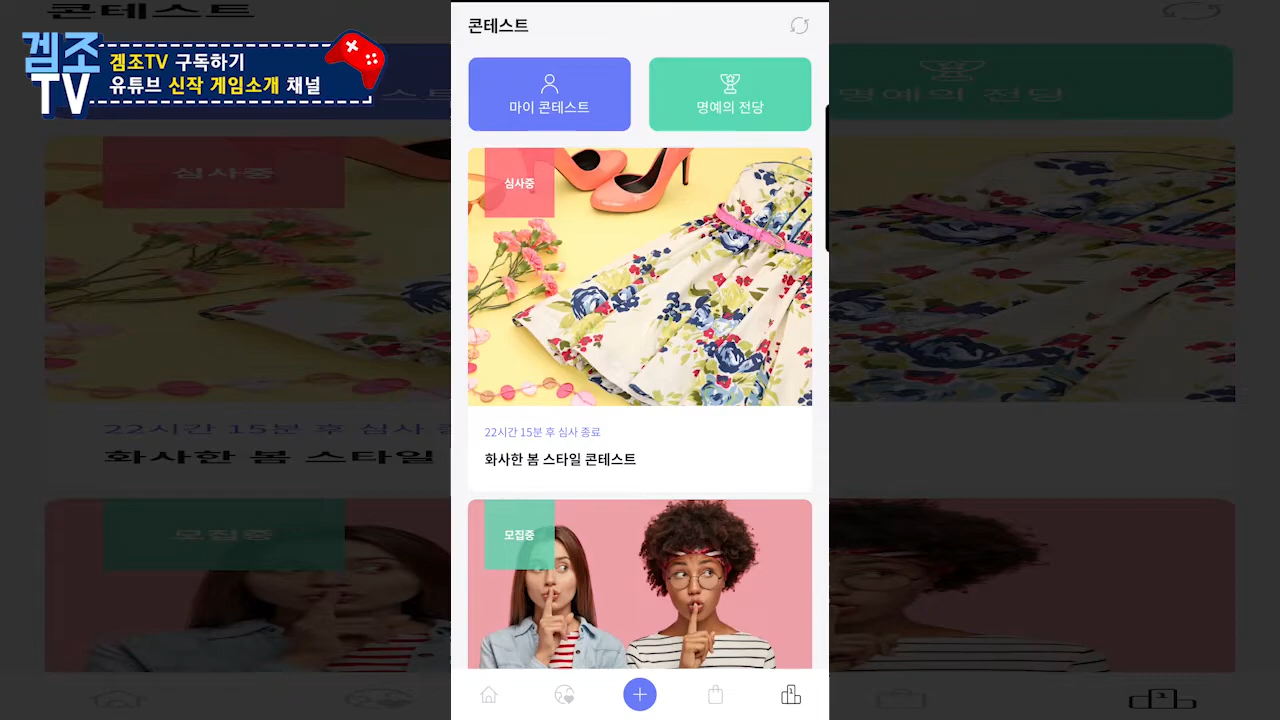 콘테스트
겜조
TV
겜조TV 구독하기
유튜브 신작 게임소개 채널
마이 콘테스트
명예의 전당
심사중
22시간 15분 후 심사 종료
화사한 봄 스타일 콘테스트
모집중
1